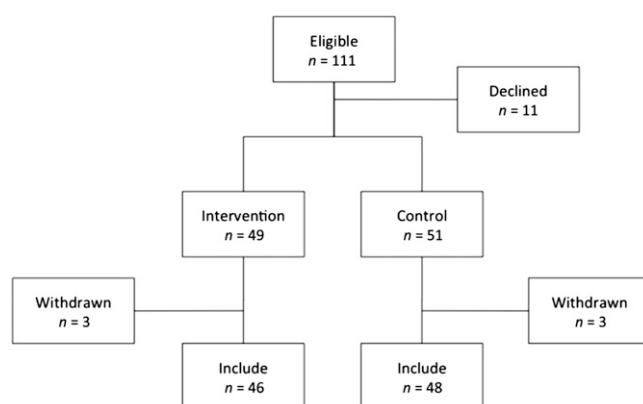 Eligible
n = 111
Declined
n = 11
Intervention
n = 49
Control
n = 51
Withdrawn
n = 3
Withdrawn
n = 3
Include
n = 46
Include
n = 48